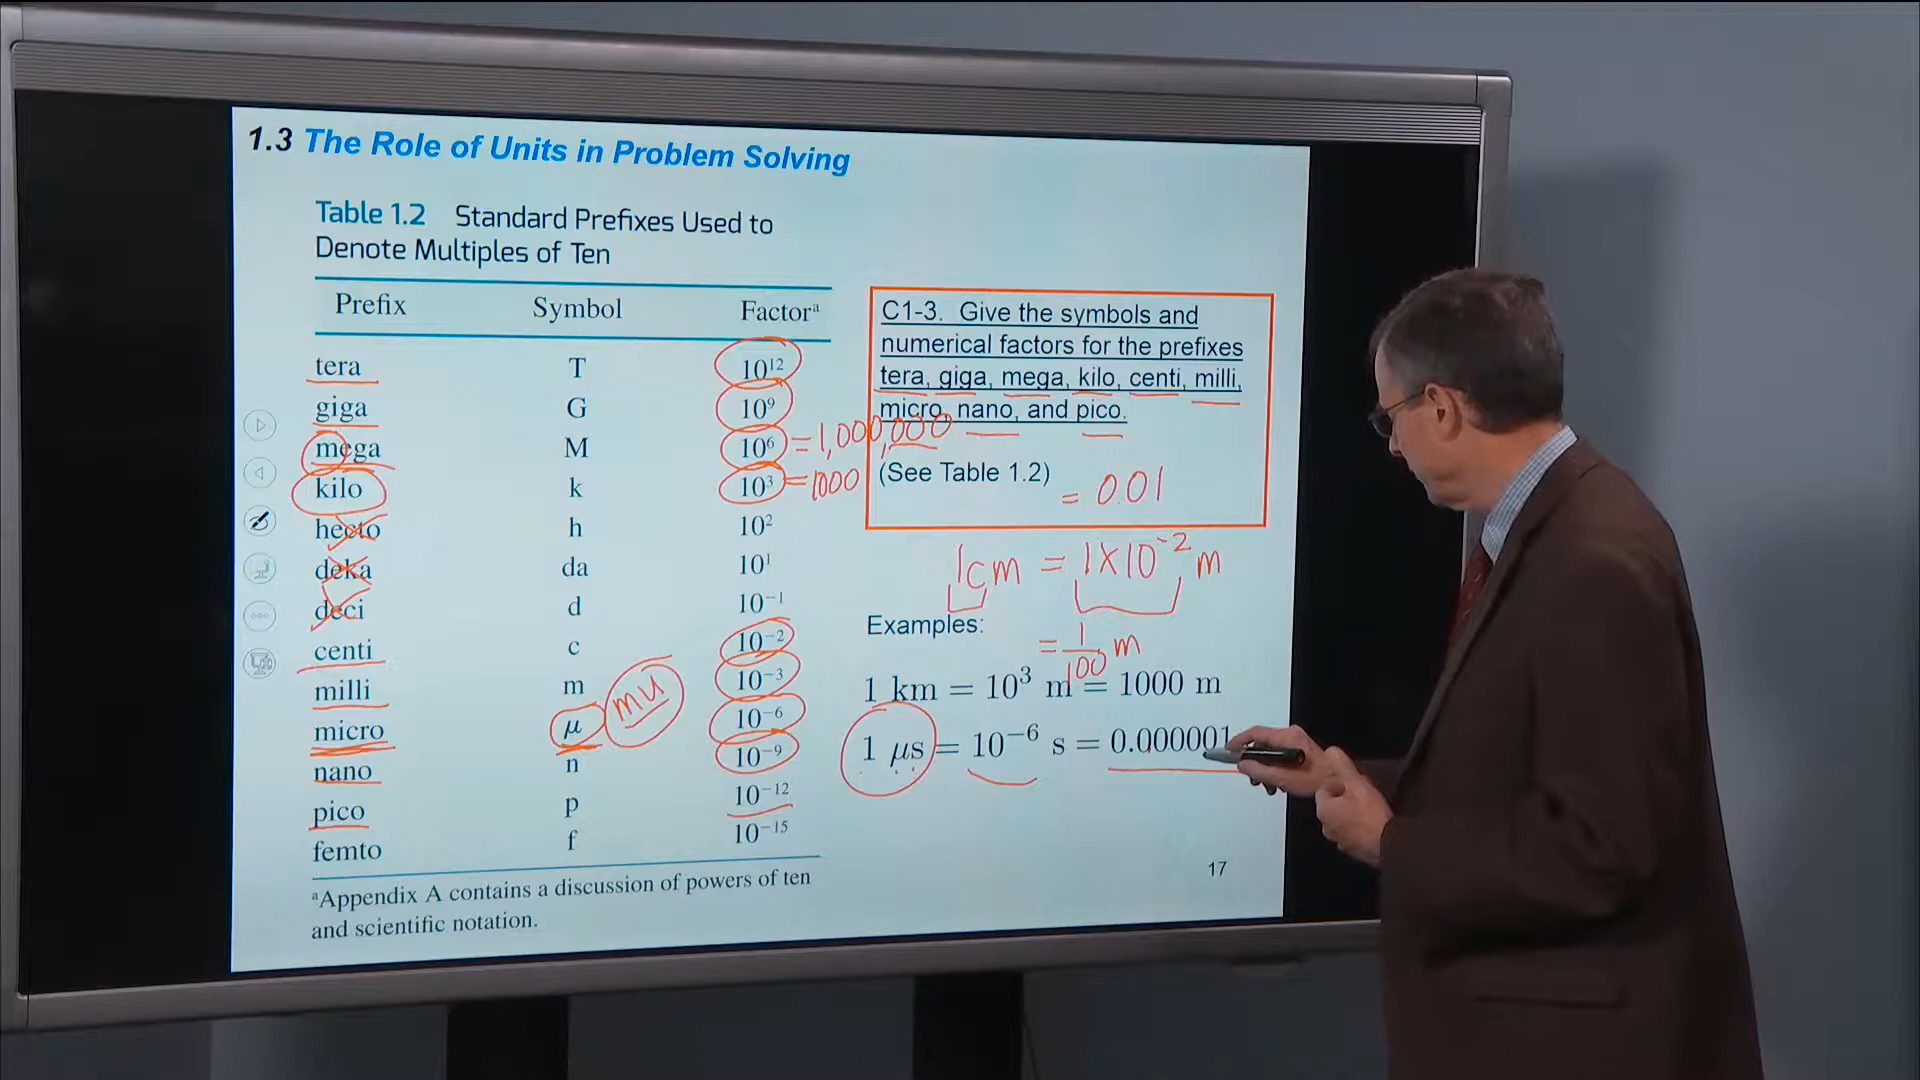 1.3 The Role of Units in Problem Solving
Table 1.2 Standard Prefixes Used to
Denote Multiples of Ten
Prefix Symbol Factorᵃ
tera T 10¹²
giga G 10⁹
mega M 10⁶ = 1,000,000
kilo k 10³ = 1000
hecto h 10²
deka da 10¹
deci d 10⁻¹
centi c 10⁻²
milli m 10⁻³
micro μ mu 10⁻⁶
nano n 10⁻⁹
pico p 10⁻¹²
femto f 10⁻¹⁵
ᵃAppendix A contains a discussion of powers of ten
and scientific notation.
C1-3. Give the symbols and
numerical factors for the prefixes
tera, giga, mega, kilo, centi, milli,
micro, nano, and pico.
(See Table 1.2)
= 0.01
1cm = 1X10⁻² m
Examples:
= 1/100 m
1 km = 10³ m = 1000 m
1 μs = 10⁻⁶ s = 0.000001
17